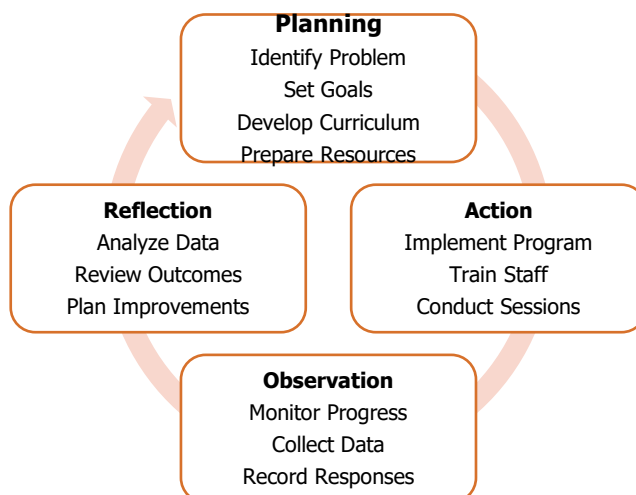 Planning
Identify Problem
Set Goals
Develop Curriculum
Prepare Resources
Reflection
Analyze Data
Review Outcomes
Plan Improvements
Action
Implement Program
Train Staff
Conduct Sessions
Observation
Monitor Progress
Collect Data
Record Responses